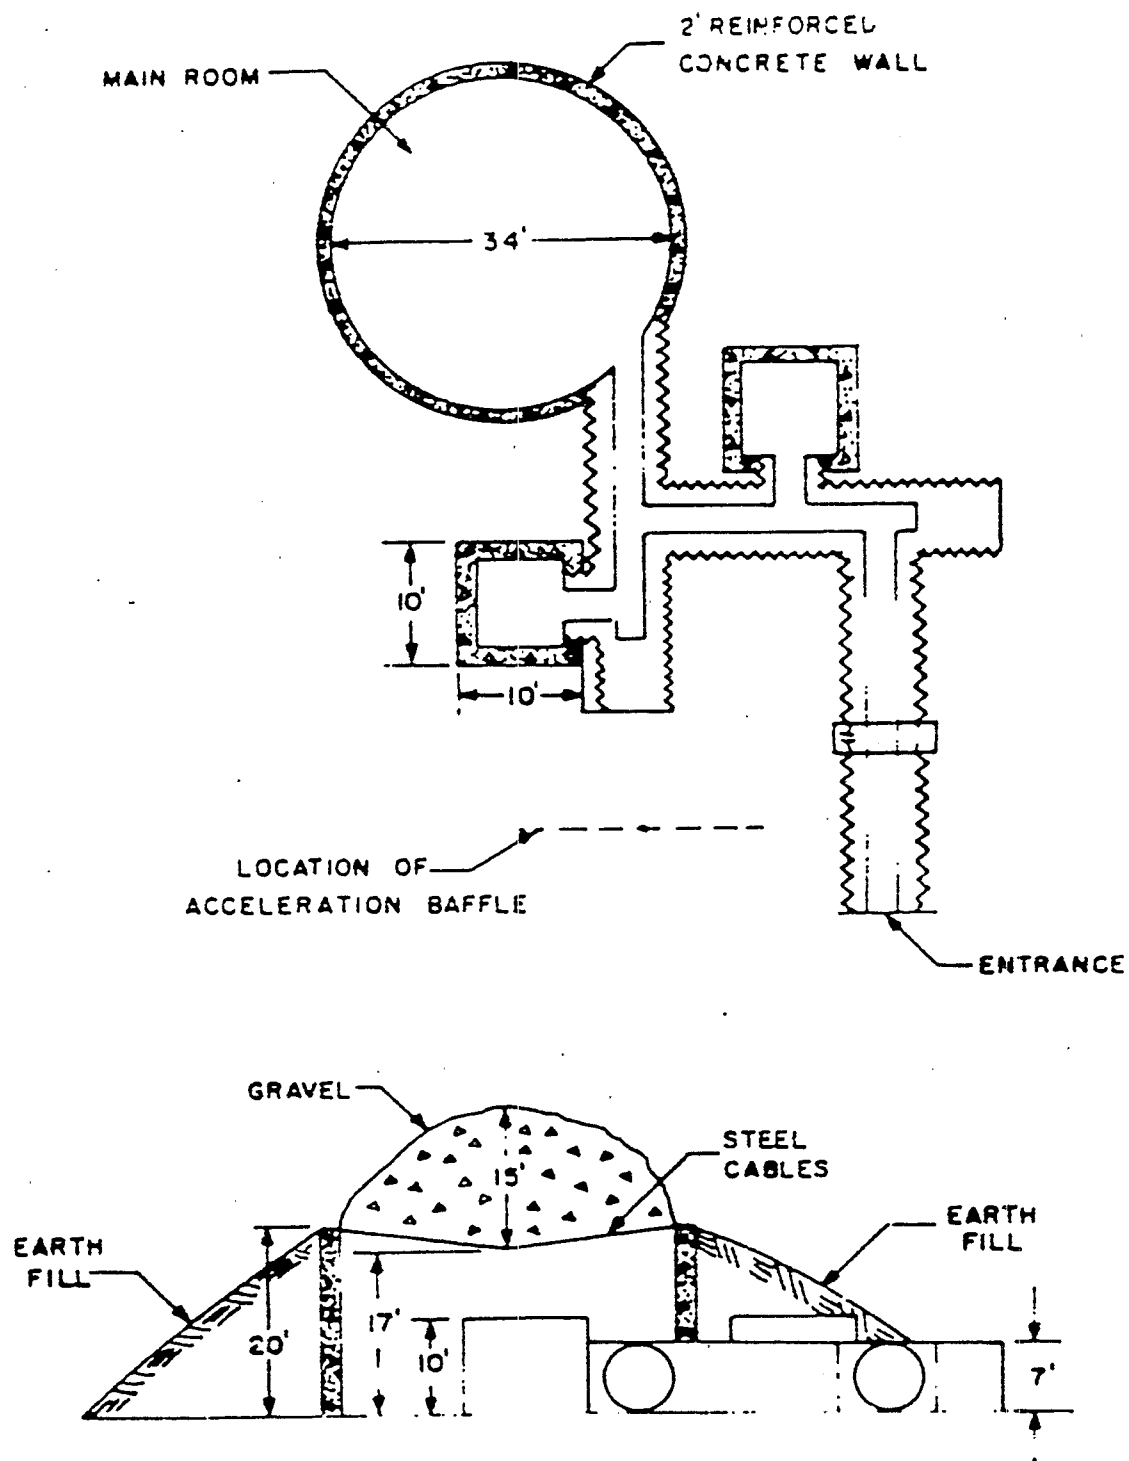 2' REINFORCED
CONCRETE WALL
MAIN ROOM
34'
10'
10'
LOCATION OF
ACCELERATION BAFFLE
ENTRANCE
GRAVEL
STEEL
CABLES
15'
EARTH
FILL
EARTH
FILL
20'
17'
10'
7'